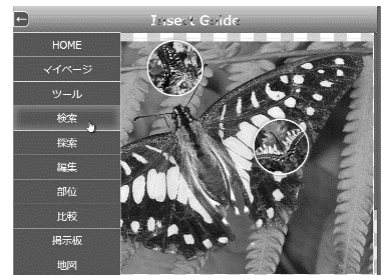 ←
Insect Guide
HOME
マイページ
ツール
検索
探索
編集
部位
比較
掲示板
地図